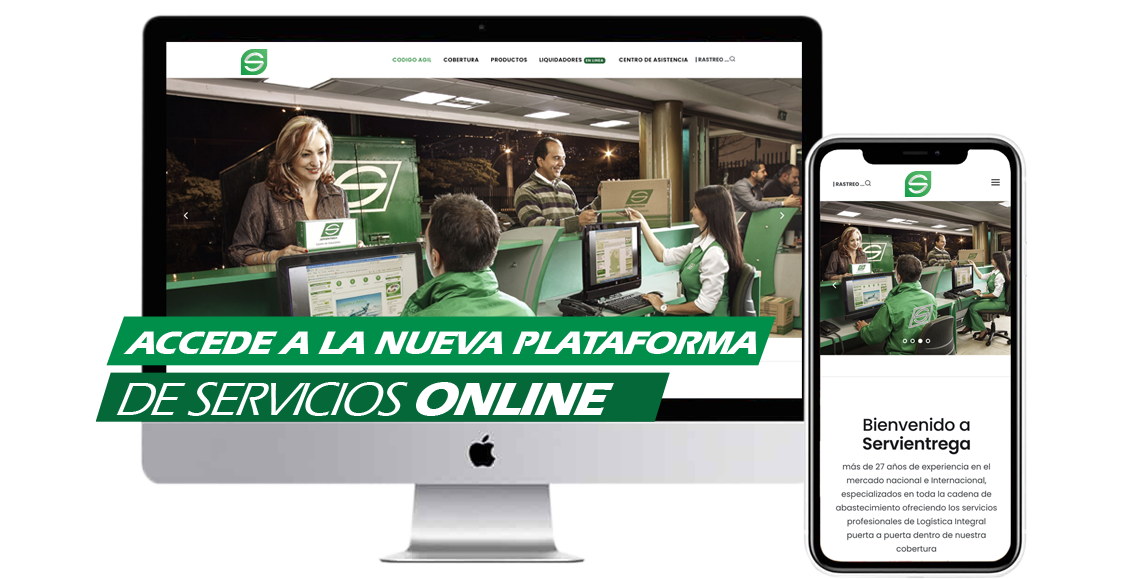 CODIGO AGIL COBERTURA PRODUCTOS LIQUIDADORES EN LINEA CENTRO DE ASISTENCIA | RASTREO ...
ACCEDE A LA NUEVA PLATAFORMA
DE SERVICIOS ONLINE
| RASTREO ...
Bienvenido a
Servientrega
más de 27 años de experiencia en el
mercado nacional e Internacional,
especializados en toda la cadena de
abastecimiento ofreciendo los servicios
profesionales de Logística Integral
puerta a puerta dentro de nuestra
cobertura